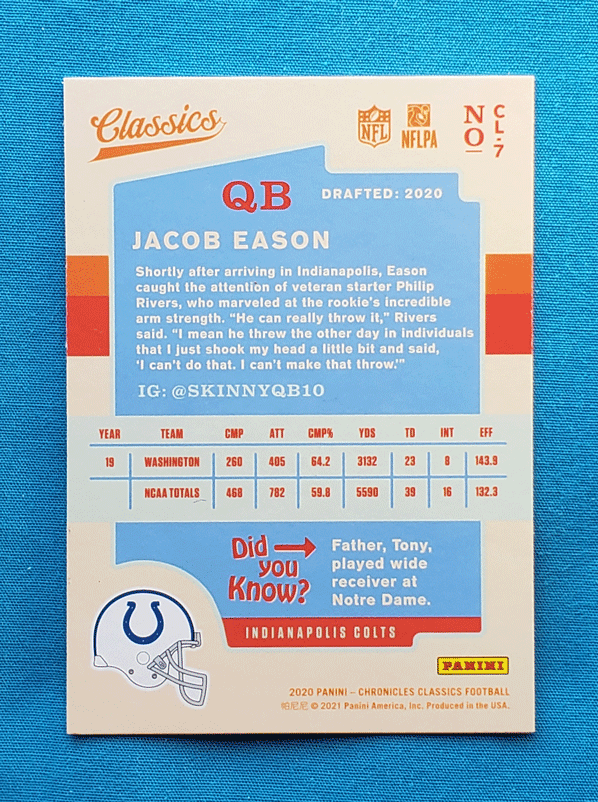 Classics
NFL
NFLPA
NO
CL-7
QB DRAFTED: 2020
JACOB EASON
Shortly after arriving in Indianapolis, Eason
caught the attention of veteran starter Philip
Rivers, who marveled at the rookie's incredible
arm strength. "He can really throw it," Rivers
said. "I mean he threw the other day in individuals
that I just shook my head a little bit and said,
'I can't do that. I can't make that throw.'"
IG: @SKINNYQB10
YEAR TEAM CMP ATT CMP% YDS TD INT EFF
19 WASHINGTON 260 405 64.2 3132 23 8 143.9
NCAA TOTALS 468 782 59.8 5590 39 16 132.3
Did you Know?
Father, Tony,
played wide
receiver at
Notre Dame.
INDIANAPOLIS COLTS
PANINI
2020 PANINI – CHRONICLES CLASSICS FOOTBALL
帕尼尼 © 2021 Panini America, Inc. Produced in the USA.